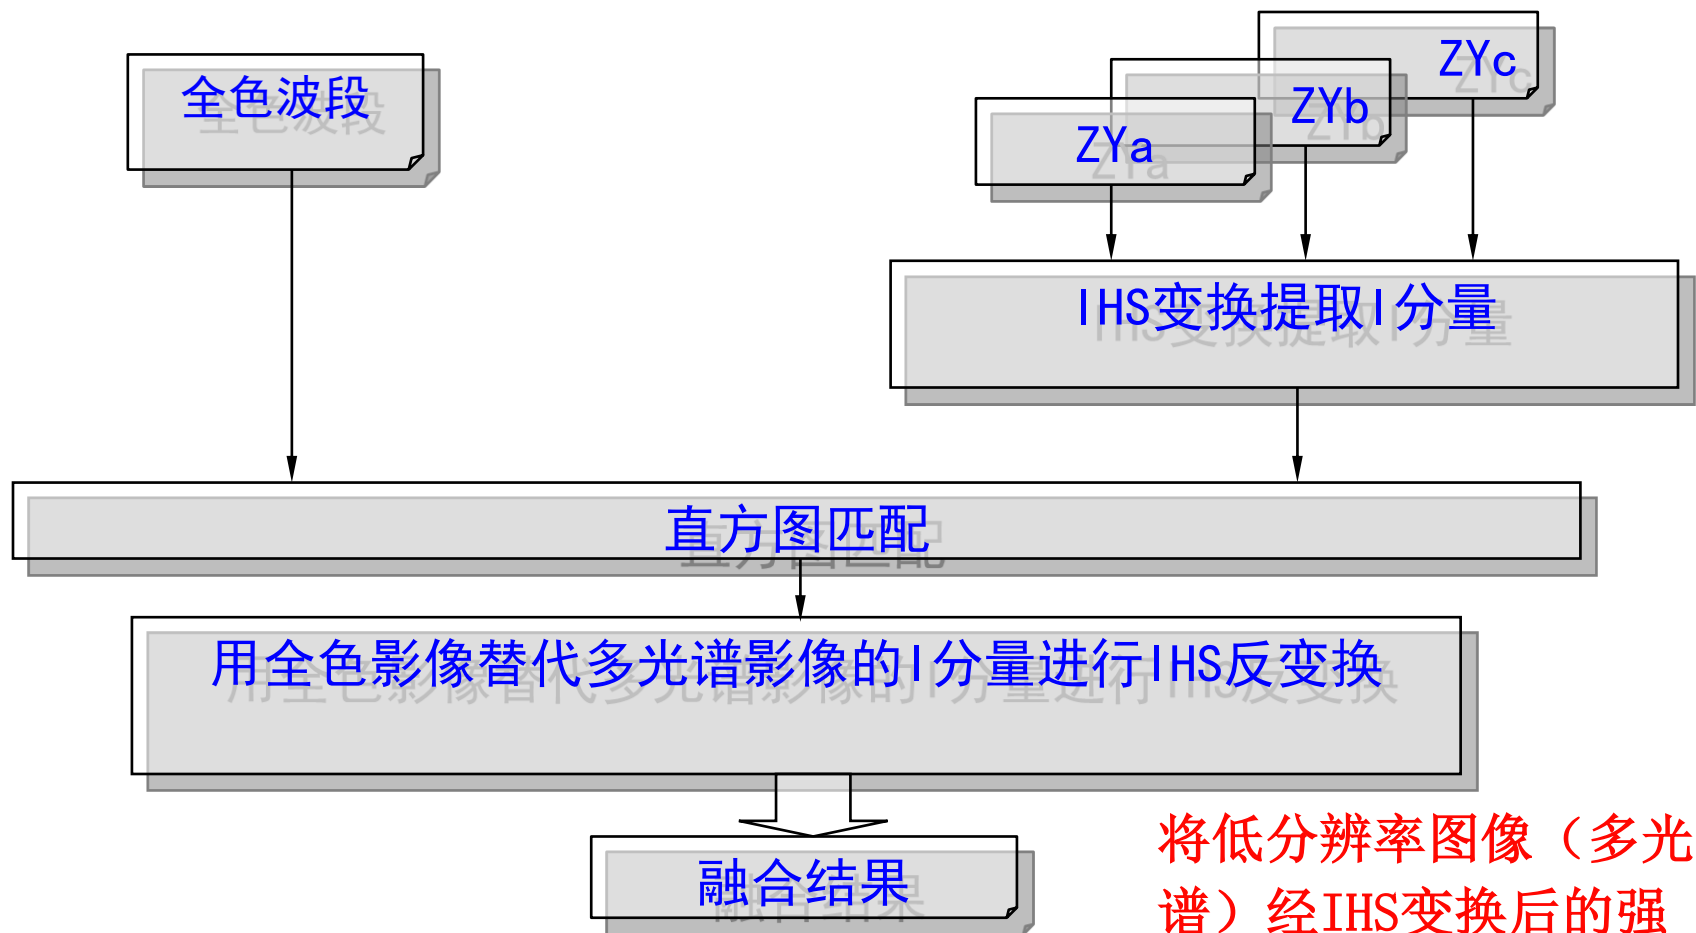 全色波段
ZYc
ZYb
ZYa
IHS变换提取I分量
直方图匹配
用全色影像替代多光谱影像的I分量进行IHS反变换
融合结果
将低分辨率图像（多光
谱）经IHS变换后的强